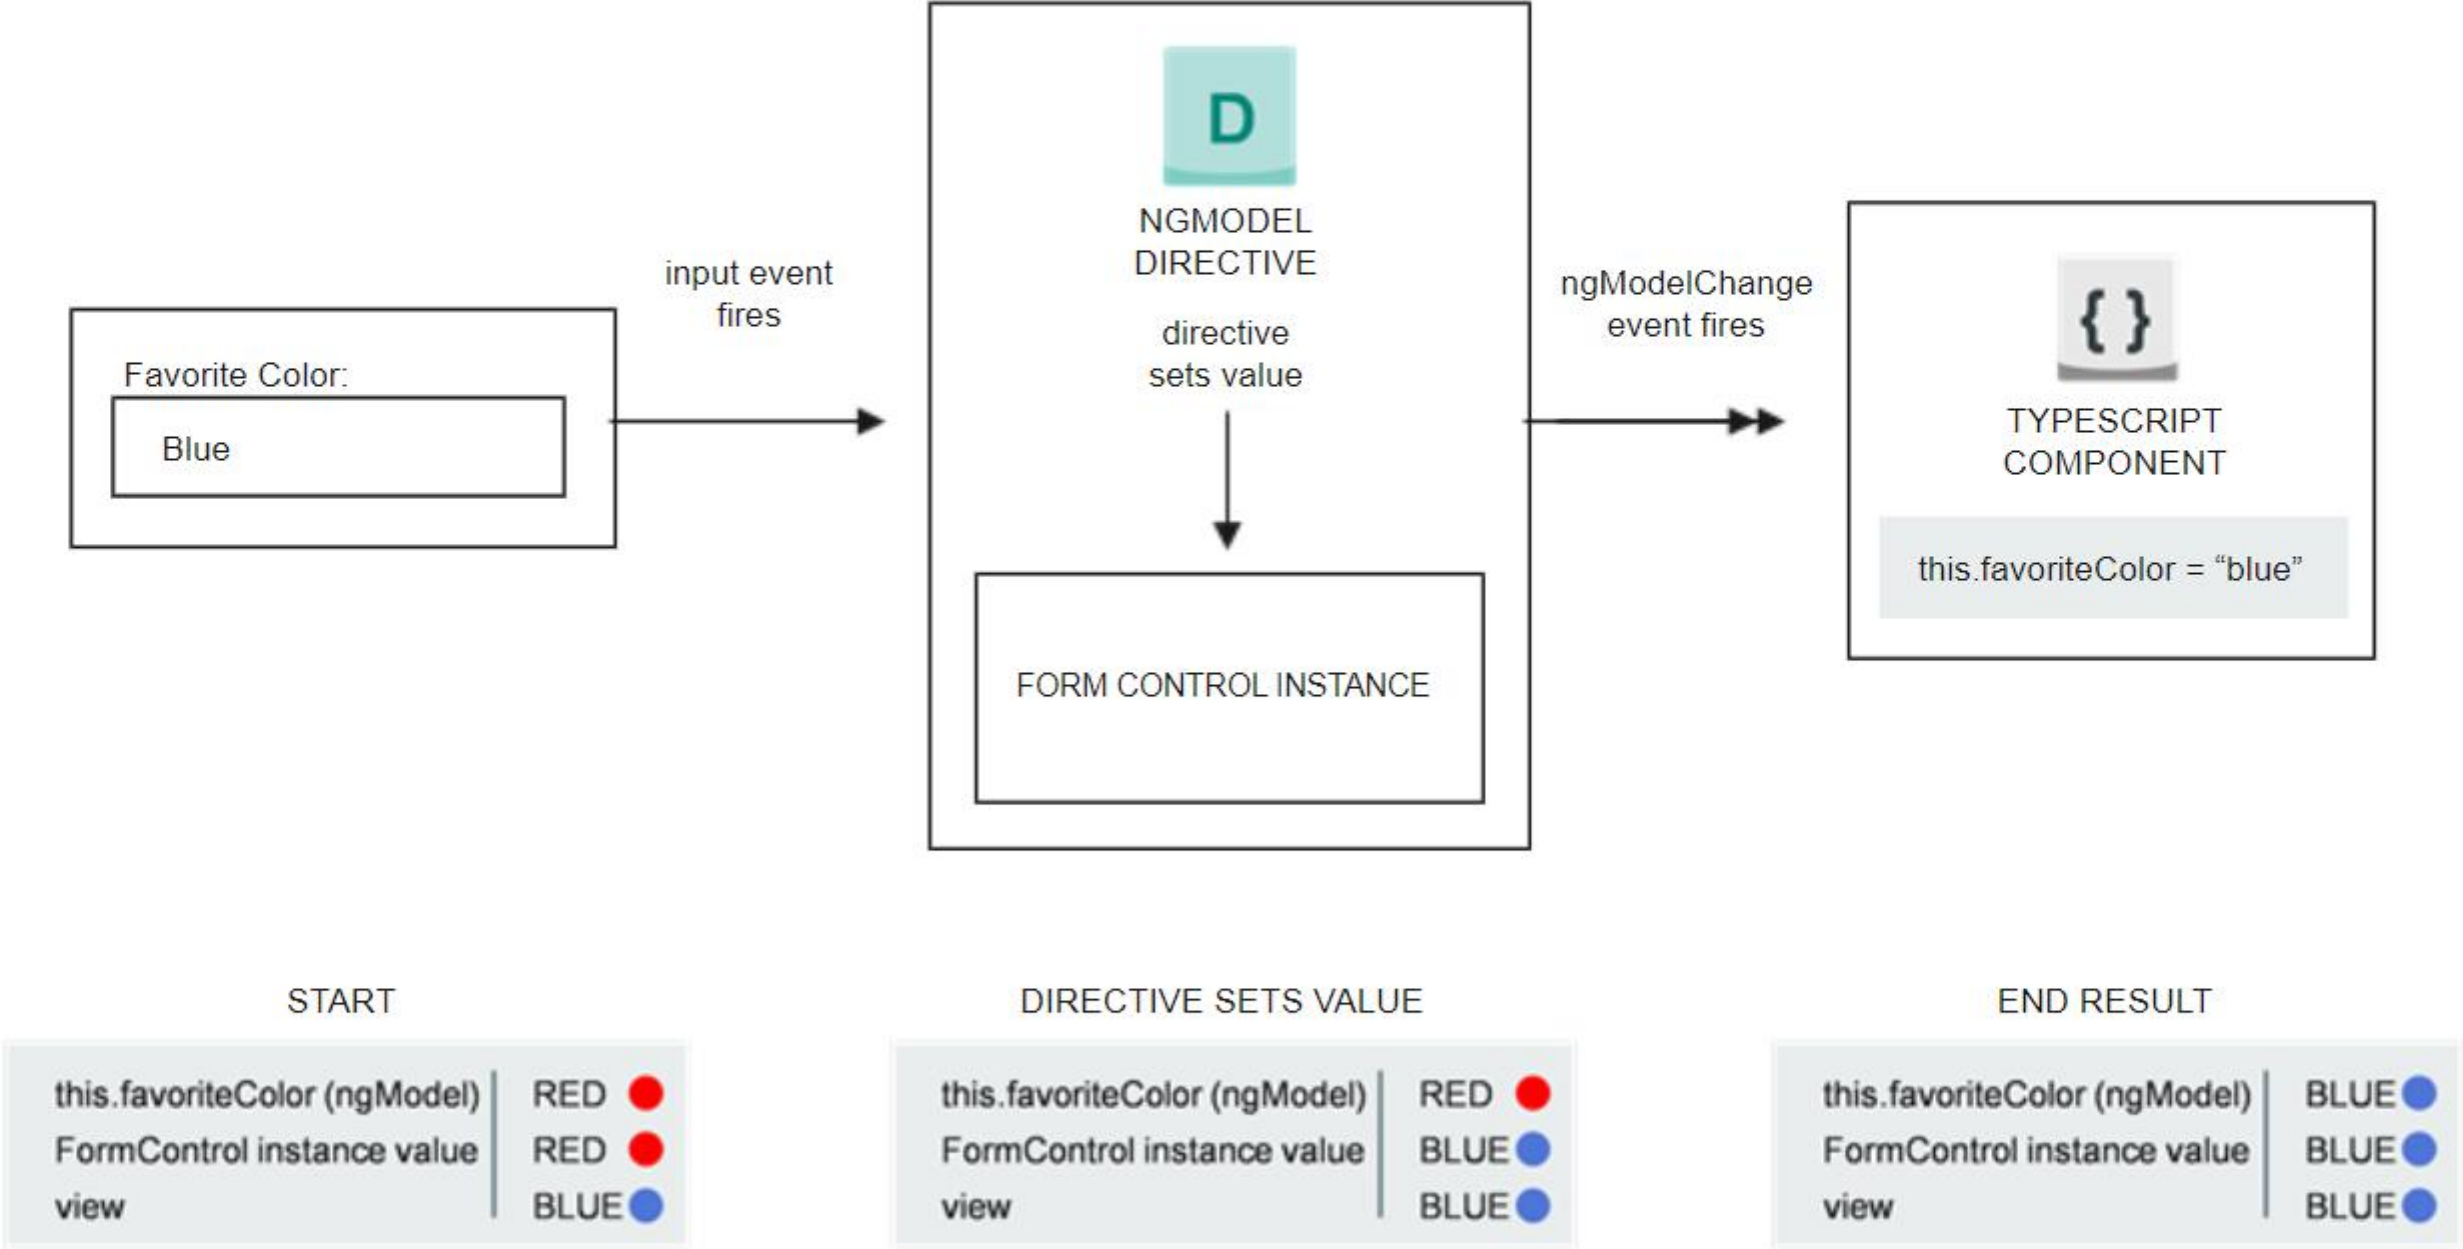 D
NGMODEL
DIRECTIVE
directive
sets value
FORM CONTROL INSTANCE
input event
fires
Favorite Color:
Blue
ngModelChange
event fires
{ }
TYPESCRIPT
COMPONENT
this.favoriteColor = “blue”
START
this.favoriteColor (ngModel) RED
FormControl instance value RED
view BLUE
DIRECTIVE SETS VALUE
this.favoriteColor (ngModel) RED
FormControl instance value BLUE
view BLUE
END RESULT
this.favoriteColor (ngModel) BLUE
FormControl instance value BLUE
view BLUE